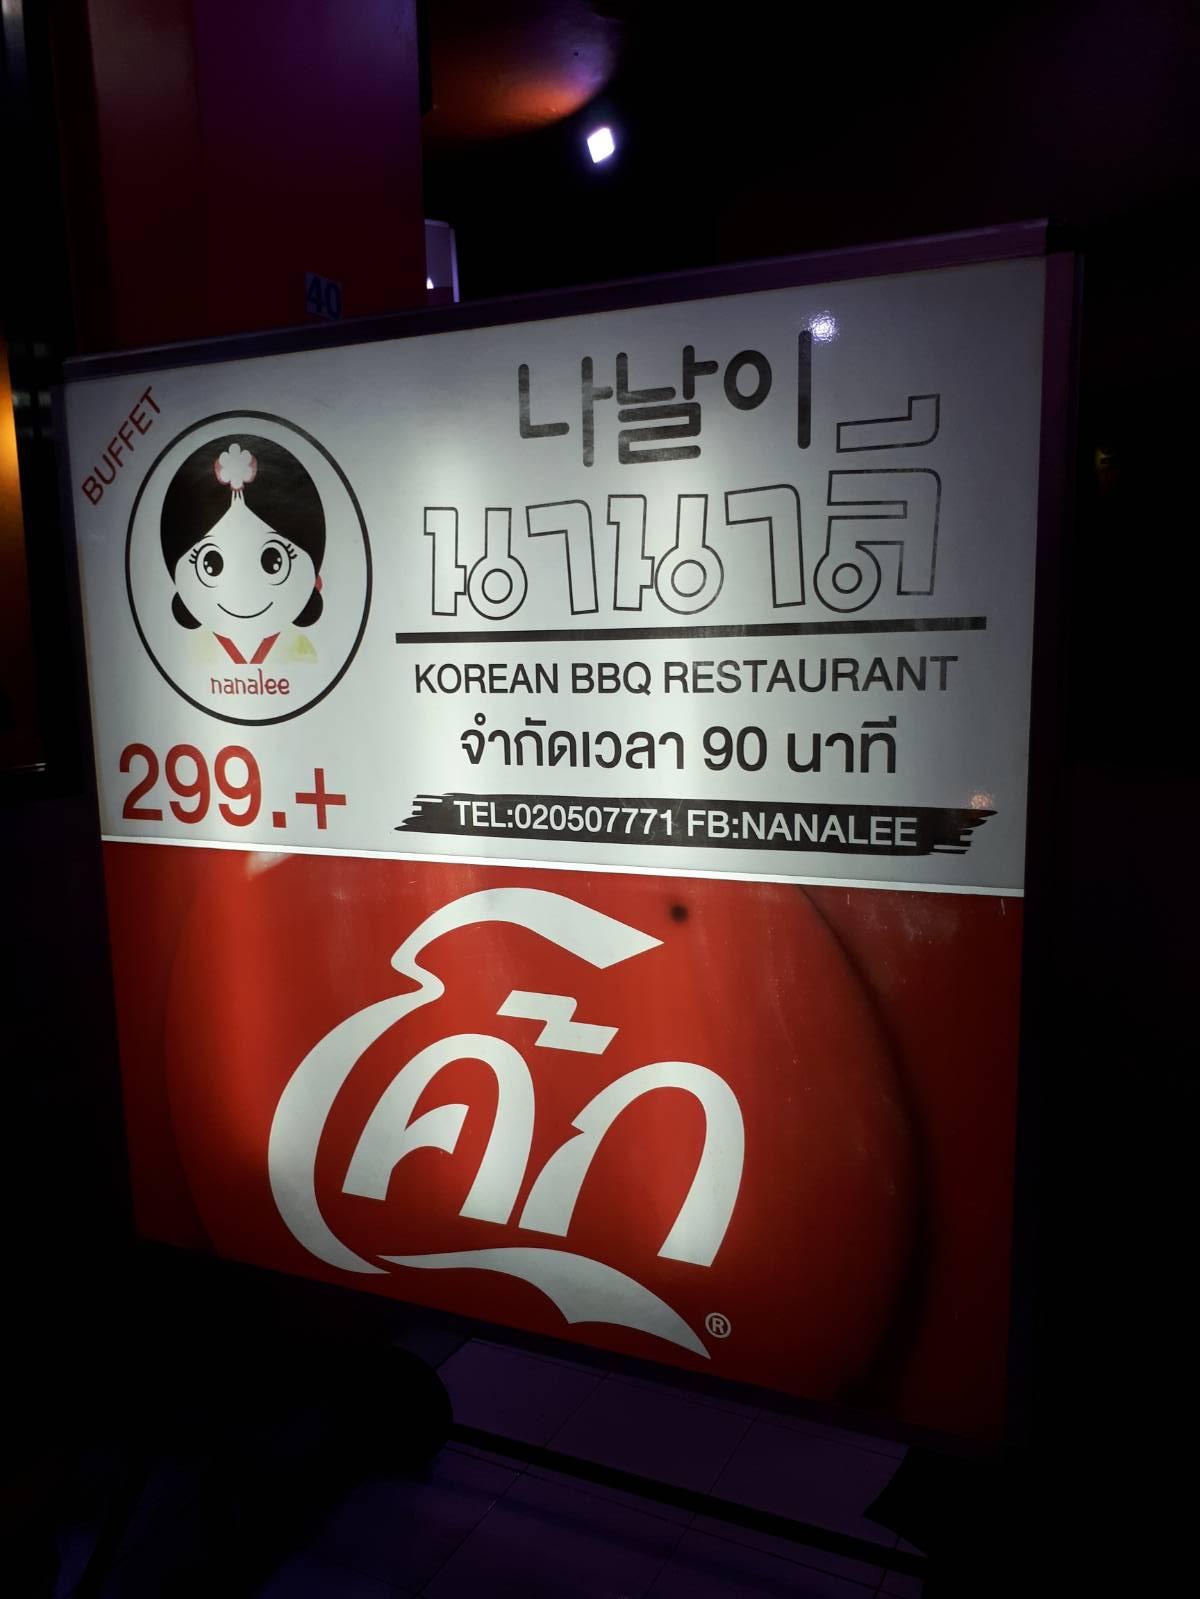 40
BUFFET
나날이
นานาลี่
nanalee
KOREAN BBQ RESTAURANT
299.+
จำกัดเวลา 90 นาที
TEL:020507771 FB:NANALEE
โค้ก
®